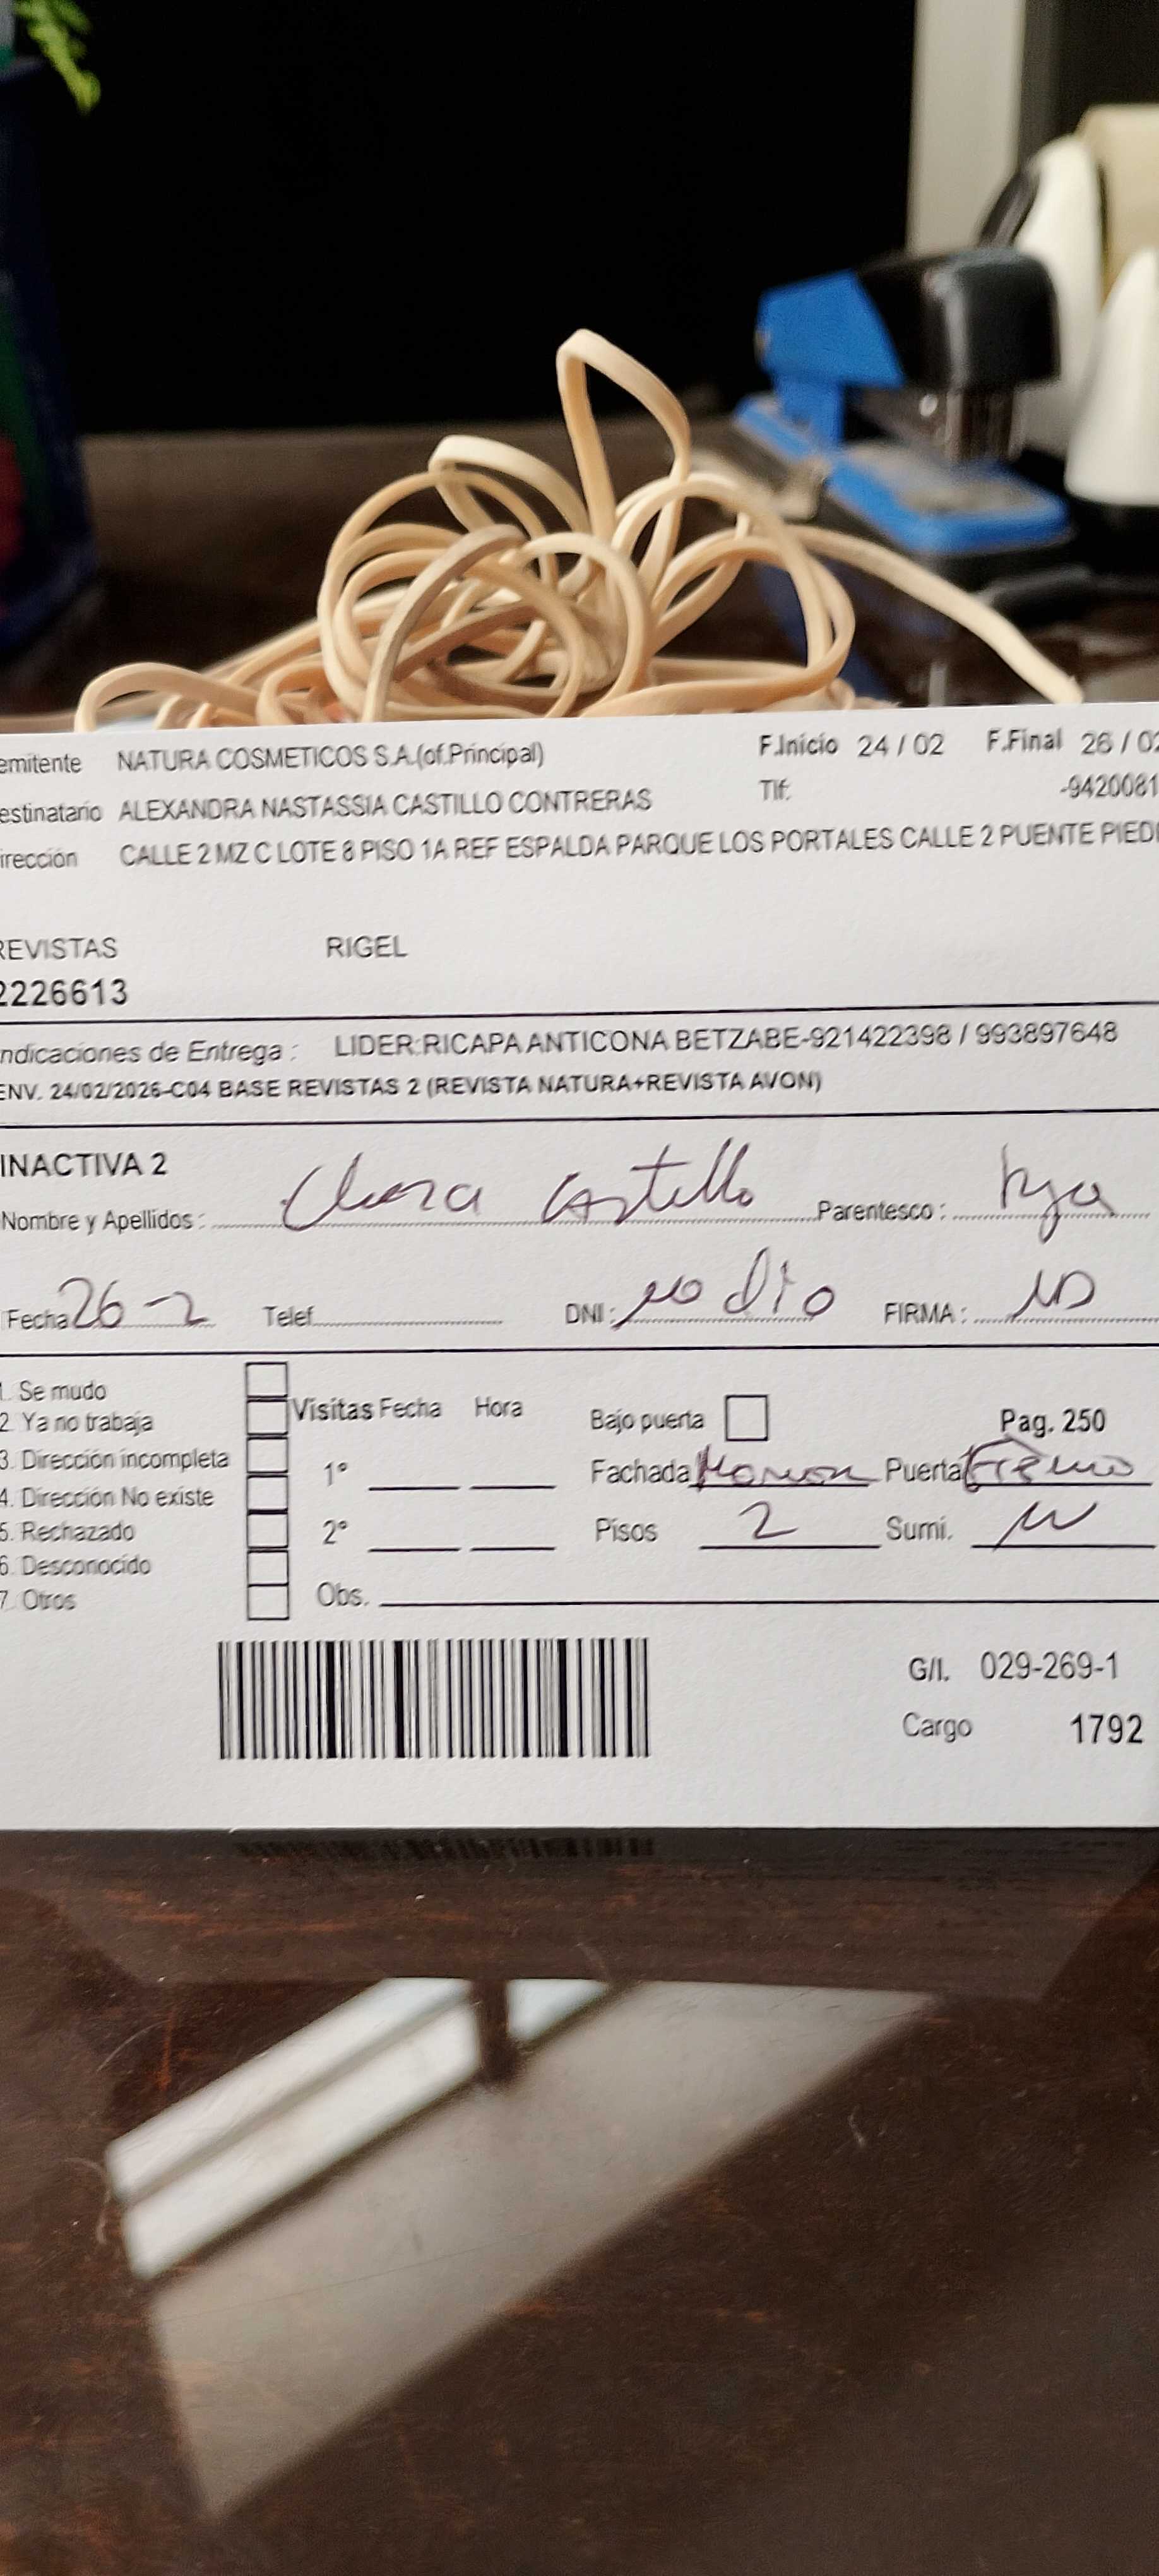 emitente NATURA COSMETICOS S.A.(of.Principal) F.Inicio 24 / 02 F.Final 26 / 02
estinatario ALEXANDRA NASTASSIA CASTILLO CONTRERAS Tlf: -9420081
irección CALLE 2 MZ C LOTE 8 PISO 1A REF ESPALDA PARQUE LOS PORTALES CALLE 2 PUENTE PIED
REVISTAS RIGEL
2226613
ndicaciones de Entrega : LIDER:RICAPA ANTICONA BETZABE-921422398 / 993897648
ENV. 24/02/2026-C04 BASE REVISTAS 2 (REVISTA NATURA+REVISTA AVON)
INACTIVA 2
Nombre y Apellidos : Castillo Parentesco : hya
Fecha 26-2 Telef DNI : no dio FIRMA :
1. Se mudo
2. Ya no trabaja Visitas Fecha Hora Bajo puerta Pag. 250
3. Dirección incompleta 1° Fachada Puerta
4. Dirección No existe
5. Rechazado 2° Pisos 2 Sumi.
6. Desconocido
7. Otros Obs.
G/I. 029-269-1
Cargo 1792